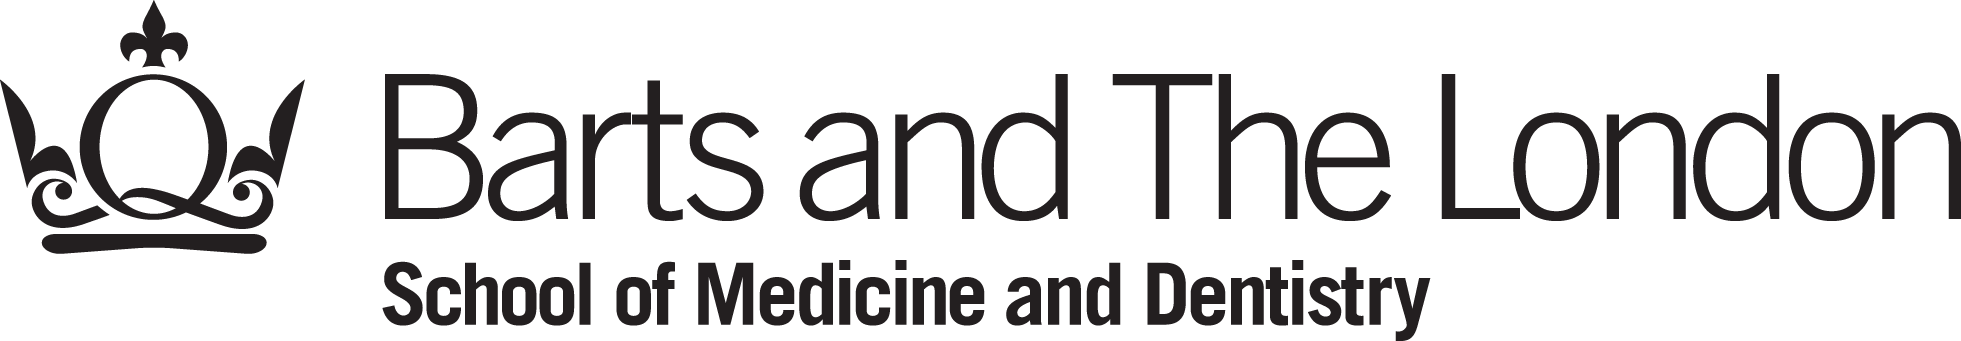 Barts and The London
School of Medicine and Dentistry